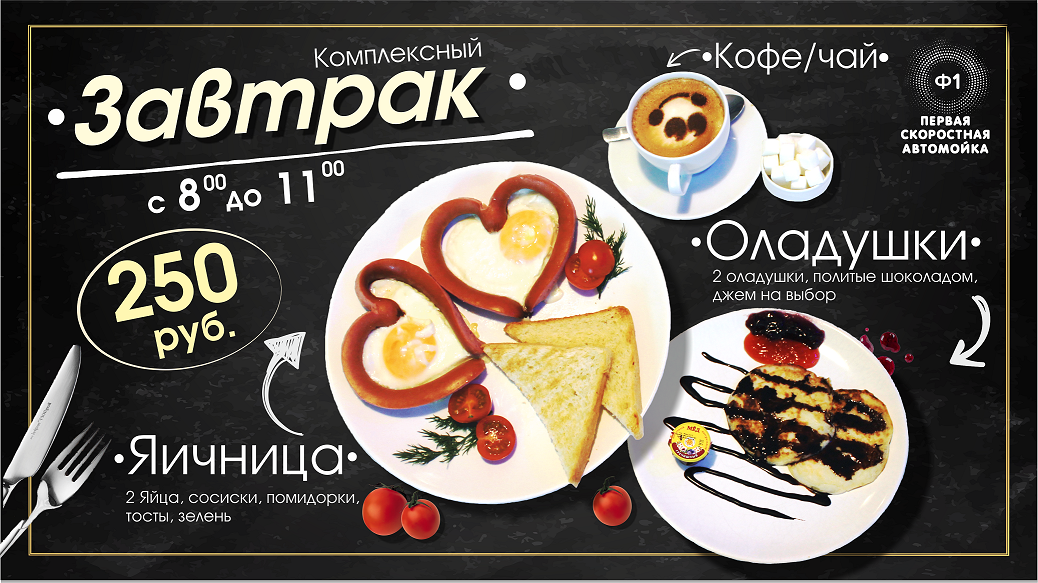 Комплексный
•Завтрак•
с 8⁰⁰ до 11⁰⁰
250
руб.
•Кофе/чай•
Ф1
ПЕРВАЯ
СКОРОСТНАЯ
АВТОМОЙКА
•Оладушки•
2 оладушки, политые шоколадом,
джем на выбор
МЁД
•Яичница•
2 Яйца, сосиски, помидорки,
тосты, зелень